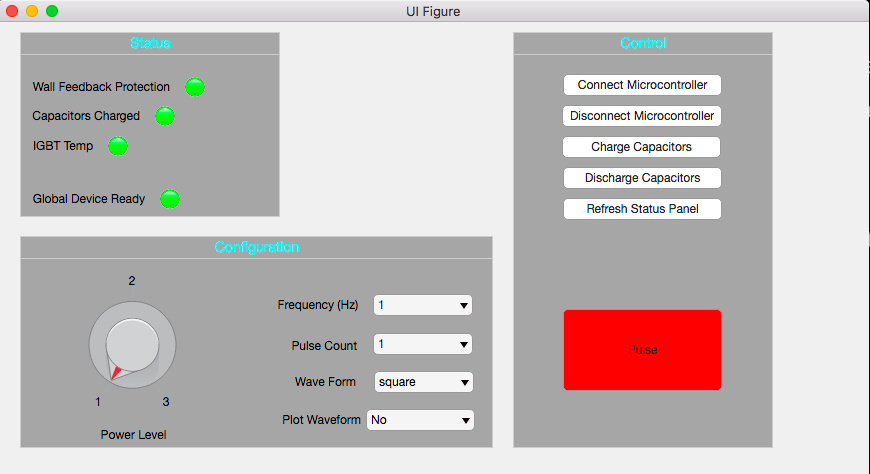 UI Figure
Status
Wall Feedback Protection
Capacitors Charged
IGBT Temp
Global Device Ready
Control
Connect Microcontroller
Disconnect Microcontroller
Charge Capacitors
Discharge Capacitors
Refresh Status Panel
Pulse
Configuration
2
1
3
Power Level
Frequency (Hz) 1
Pulse Count 1
Wave Form square
Plot Waveform No